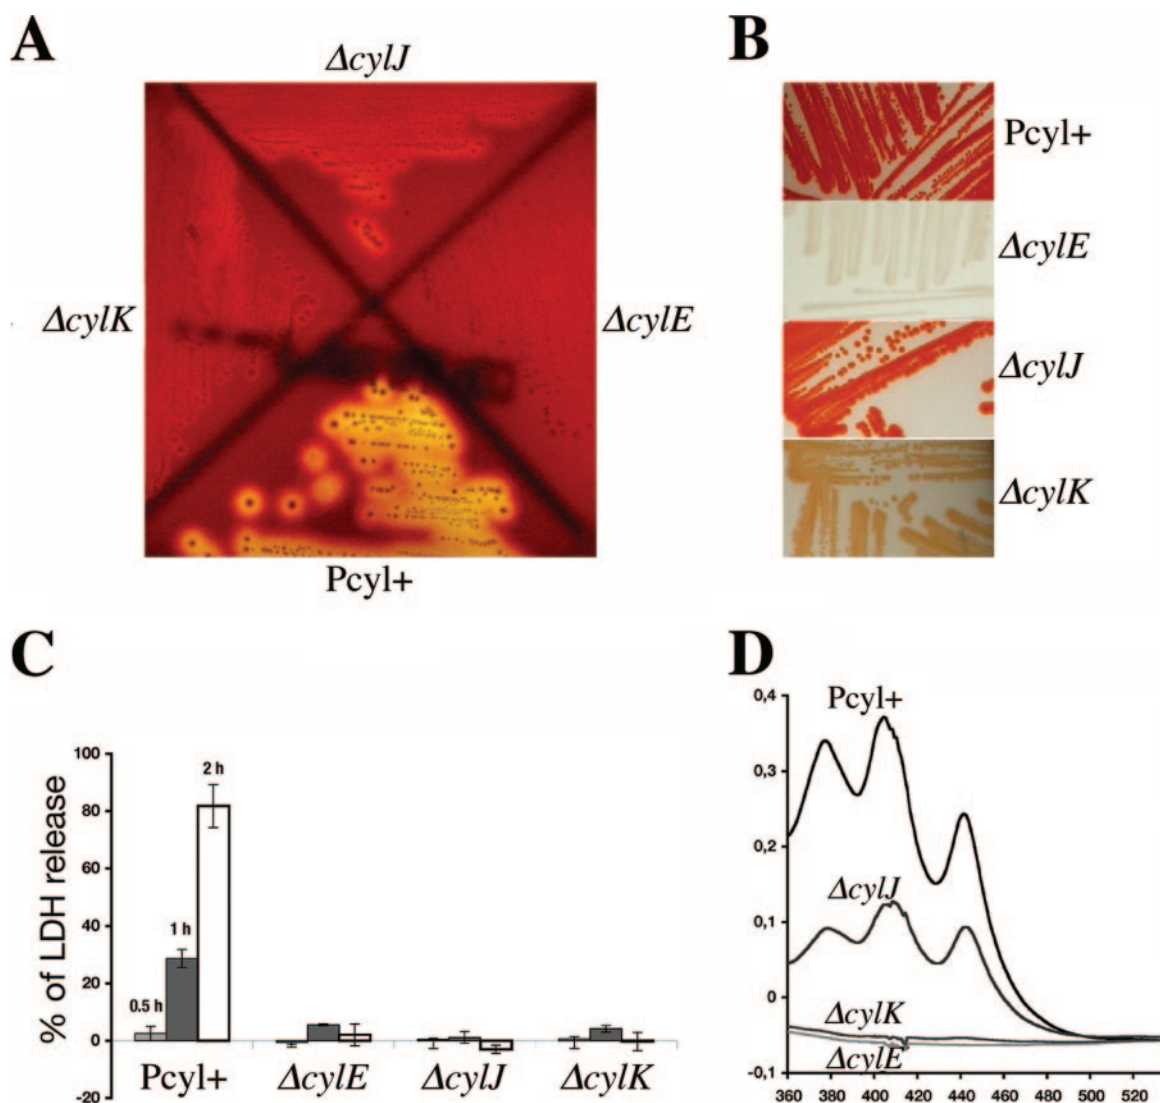 A
B
ΔcylJ
ΔcylK
ΔcylE
Pcyl+
Pcyl+
ΔcylE
ΔcylJ
ΔcylK
C
D
% of LDH release
100
80
60
40
20
0
-20
0.5 h
1 h
2 h
Pcyl+
ΔcylE
ΔcylJ
ΔcylK
0,4
0,3
0,2
0,1
0
-0,1
Pcyl+
ΔcylJ
ΔcylK
ΔcylE
360
380
400
420
440
460
480
500
520